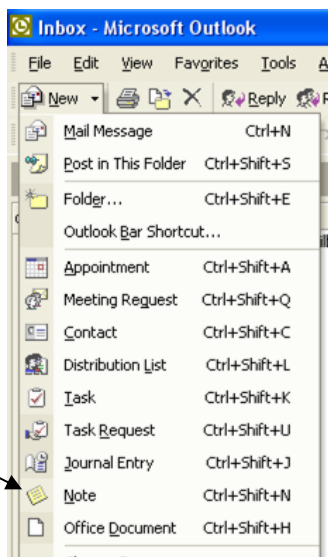 Inbox - Microsoft Outlook
File Edit View Favorites Tools
New Reply
Mail Message Ctrl+N
Post in This Folder Ctrl+Shift+S
Folder... Ctrl+Shift+E
Outlook Bar Shortcut...
Appointment Ctrl+Shift+A
Meeting Request Ctrl+Shift+Q
Contact Ctrl+Shift+C
Distribution List Ctrl+Shift+L
Task Ctrl+Shift+K
Task Request Ctrl+Shift+U
Journal Entry Ctrl+Shift+J
Note Ctrl+Shift+N
Office Document Ctrl+Shift+H